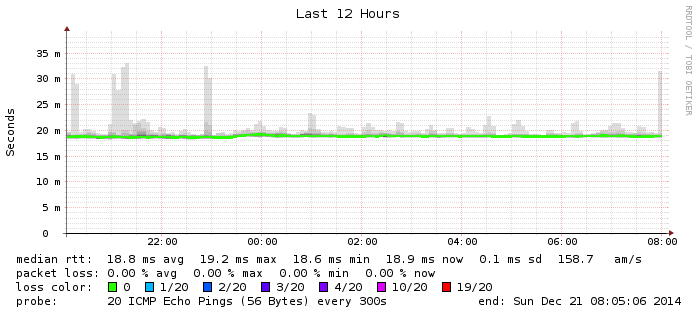 Last 12 Hours
RRDTOOL / TOBI OETIKER
Seconds
35 m
30 m
25 m
20 m
15 m
10 m
5 m
0
22:00 00:00 02:00 04:00 06:00 08:00
median rtt: 18.8 ms avg 19.2 ms max 18.6 ms min 18.9 ms now 0.1 ms sd 158.7 am/s
packet loss: 0.00 % avg 0.00 % max 0.00 % min 0.00 % now
loss color: 0 1/20 2/20 3/20 4/20 10/20 19/20
probe: 20 ICMP Echo Pings (56 Bytes) every 300s end: Sun Dec 21 08:05:06 2014